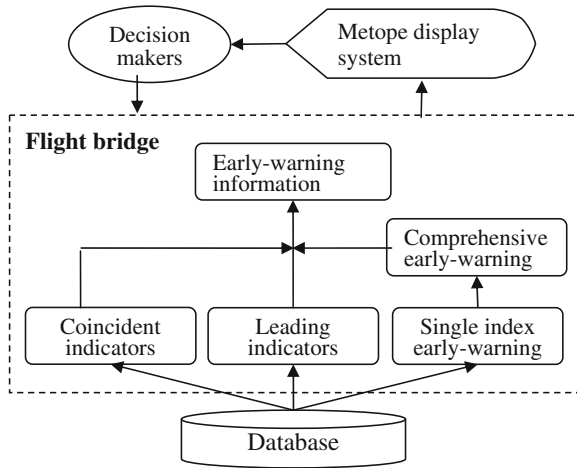 Decision
makers
Metope display
system
Flight bridge
Early-warning
information
Comprehensive
early-warning
Coincident
indicators
Leading
indicators
Single index
early-warning
Database